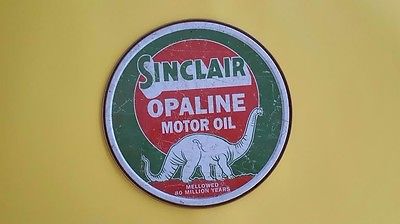 SINCLAIR
OPALINE
MOTOR OIL
MELLOWED
80 MILLION YEARS